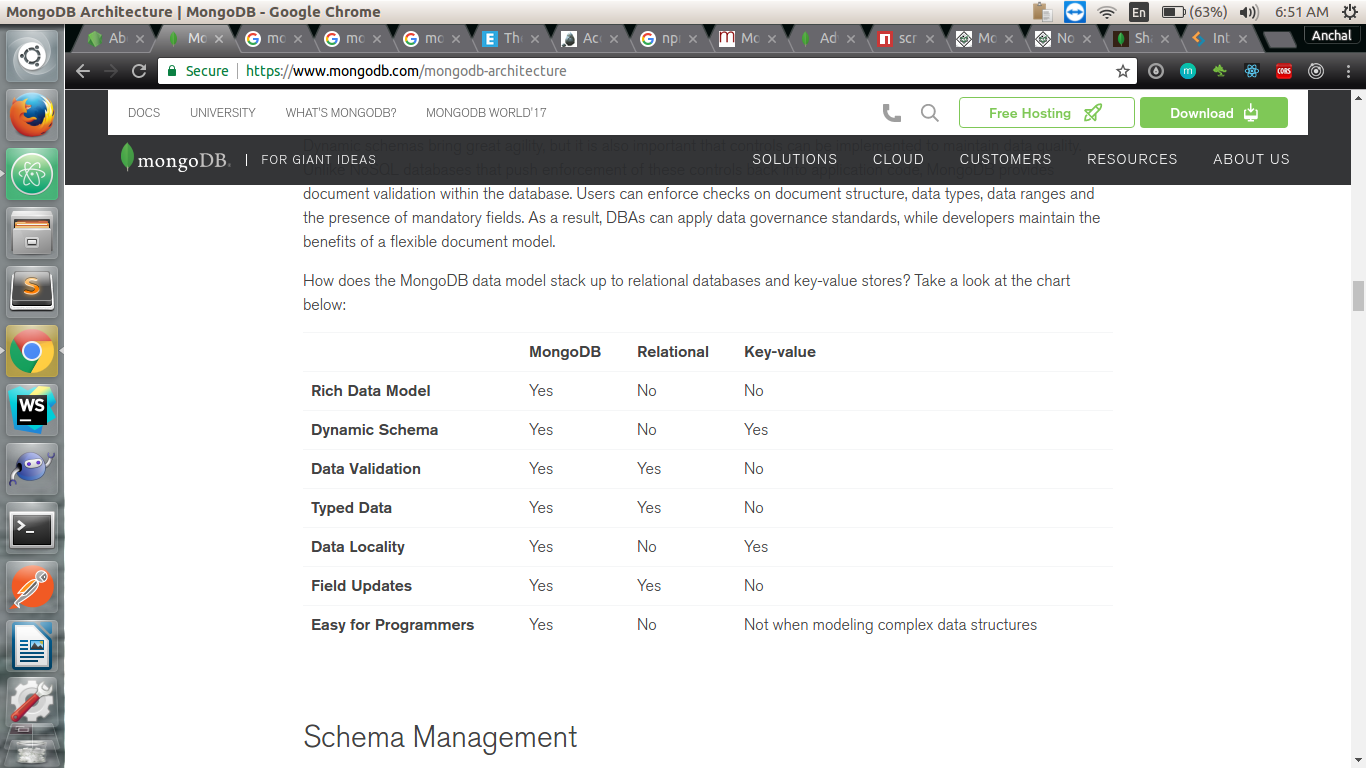 MongoDB Architecture | MongoDB - Google Chrome
En (63%) 6:51 AM
Ab Mo mo mo mo Th Acc np Mo Ad scr Mo No Sh Int Anchal
Secure https://www.mongodb.com/mongodb-architecture
DOCS UNIVERSITY WHAT'S MONGODB? MONGODB WORLD'17 Free Hosting Download
mongoDB. | FOR GIANT IDEAS SOLUTIONS CLOUD CUSTOMERS RESOURCES ABOUT US
Dynamic schemas bring great agility, but it is also important that controls can be implemented to maintain data quality.
Unlike NoSQL databases that push enforcement of these controls back into application code, MongoDB provides
document validation within the database. Users can enforce checks on document structure, data types, data ranges and
the presence of mandatory fields. As a result, DBAs can apply data governance standards, while developers maintain the
benefits of a flexible document model.
How does the MongoDB data model stack up to relational databases and key-value stores? Take a look at the chart
below:
MongoDB Relational Key-value
Rich Data Model Yes No No
Dynamic Schema Yes No Yes
Data Validation Yes Yes No
Typed Data Yes Yes No
Data Locality Yes No Yes
Field Updates Yes Yes No
Easy for Programmers Yes No Not when modeling complex data structures
Schema Management